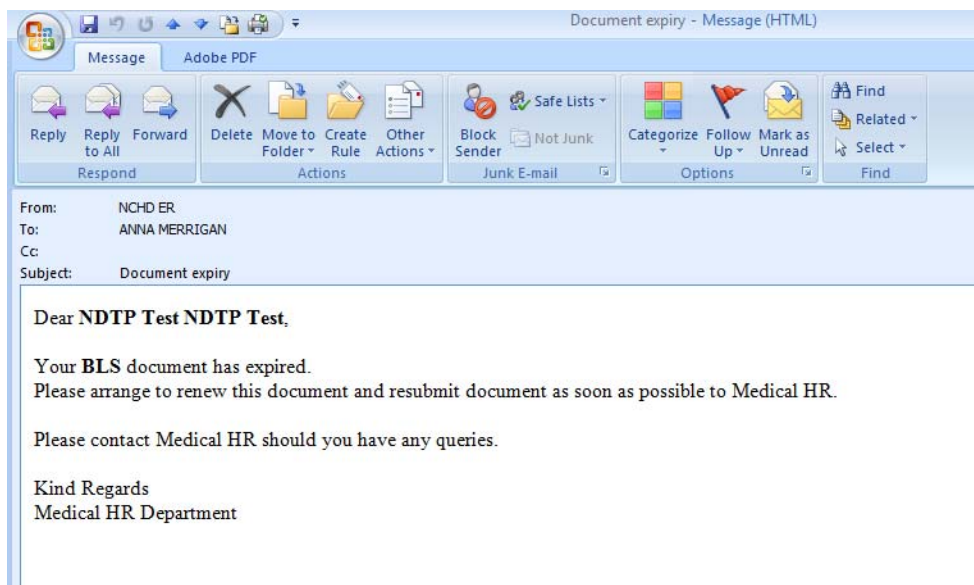 Document expiry - Message (HTML)
Message Adobe PDF
Reply
Reply to All
Forward
Delete
Move to Folder
Create Rule
Other Actions
Block Sender
Safe Lists
Not Junk
Categorize
Follow Up
Mark as Unread
Find
Related
Select
Respond Actions Junk E-mail Options Find
From: NCHD ER
To: ANNA MERRIGAN
Cc:
Subject: Document expiry
Dear NDTP Test NDTP Test,
Your BLS document has expired.
Please arrange to renew this document and resubmit document as soon as possible to Medical HR.
Please contact Medical HR should you have any queries.
Kind Regards
Medical HR Department